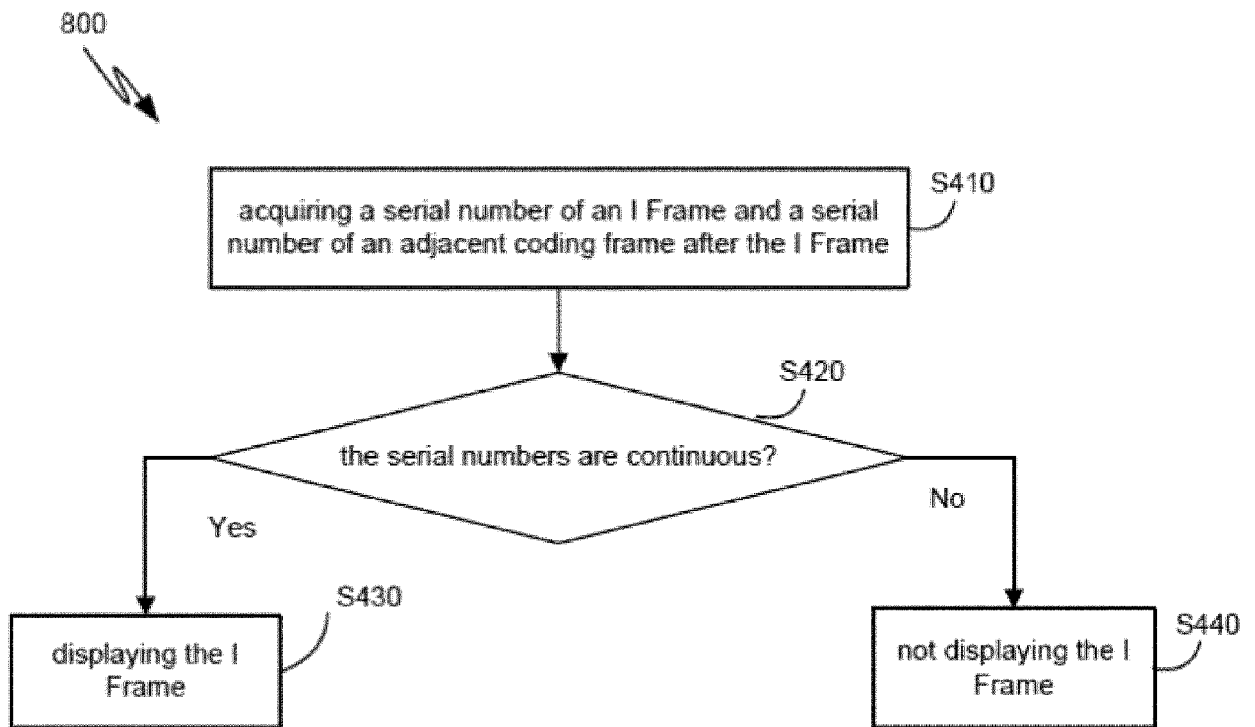 800
acquiring a serial number of an I Frame and a serial
number of an adjacent coding frame after the I Frame
S410
S420
the serial numbers are continuous?
Yes
No
S430
displaying the I
Frame
S440
not displaying the I
Frame